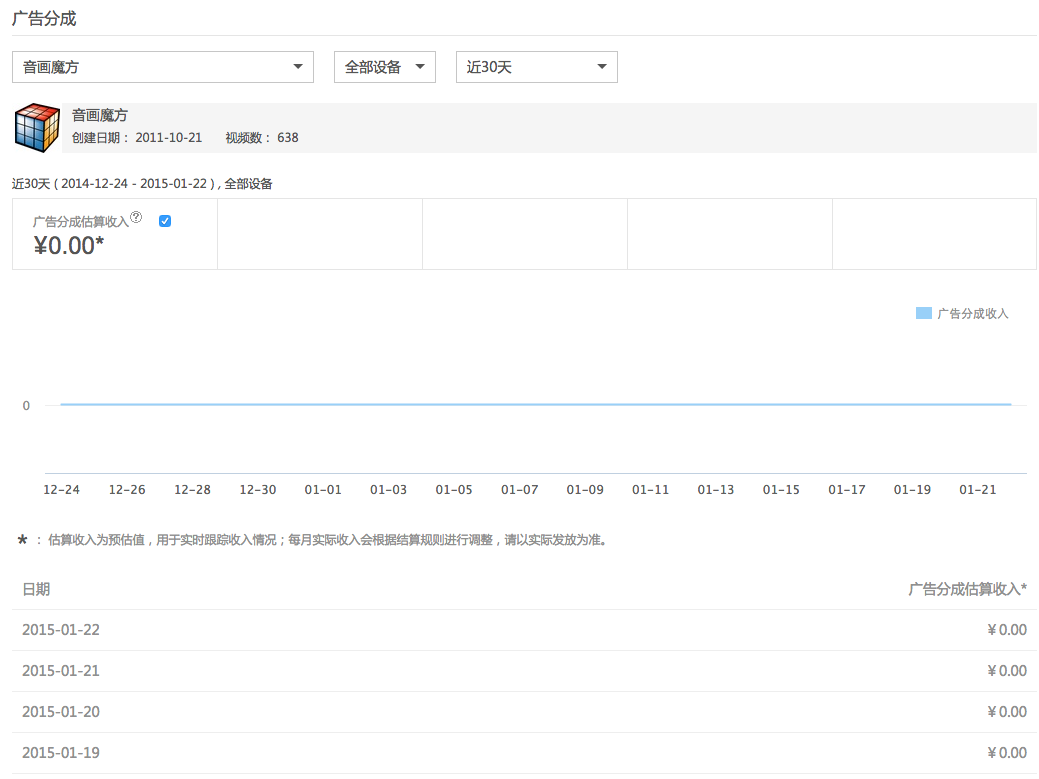 广告分成
音画魔方 全部设备 近30天
音画魔方
创建日期： 2011-10-21 视频数： 638
近30天 ( 2014-12-24 - 2015-01-22 ) , 全部设备
广告分成估算收入?
¥0.00*
广告分成收入
0
12-24 12-26 12-28 12-30 01-01 01-03 01-05 01-07 01-09 01-11 01-13 01-15 01-17 01-19 01-21
* ： 估算收入为预估值，用于实时跟踪收入情况；每月实际收入会根据结算规则进行调整，请以实际发放为准。
日期 广告分成估算收入*
2015-01-22 ¥ 0.00
2015-01-21 ¥ 0.00
2015-01-20 ¥ 0.00
2015-01-19 ¥ 0.00